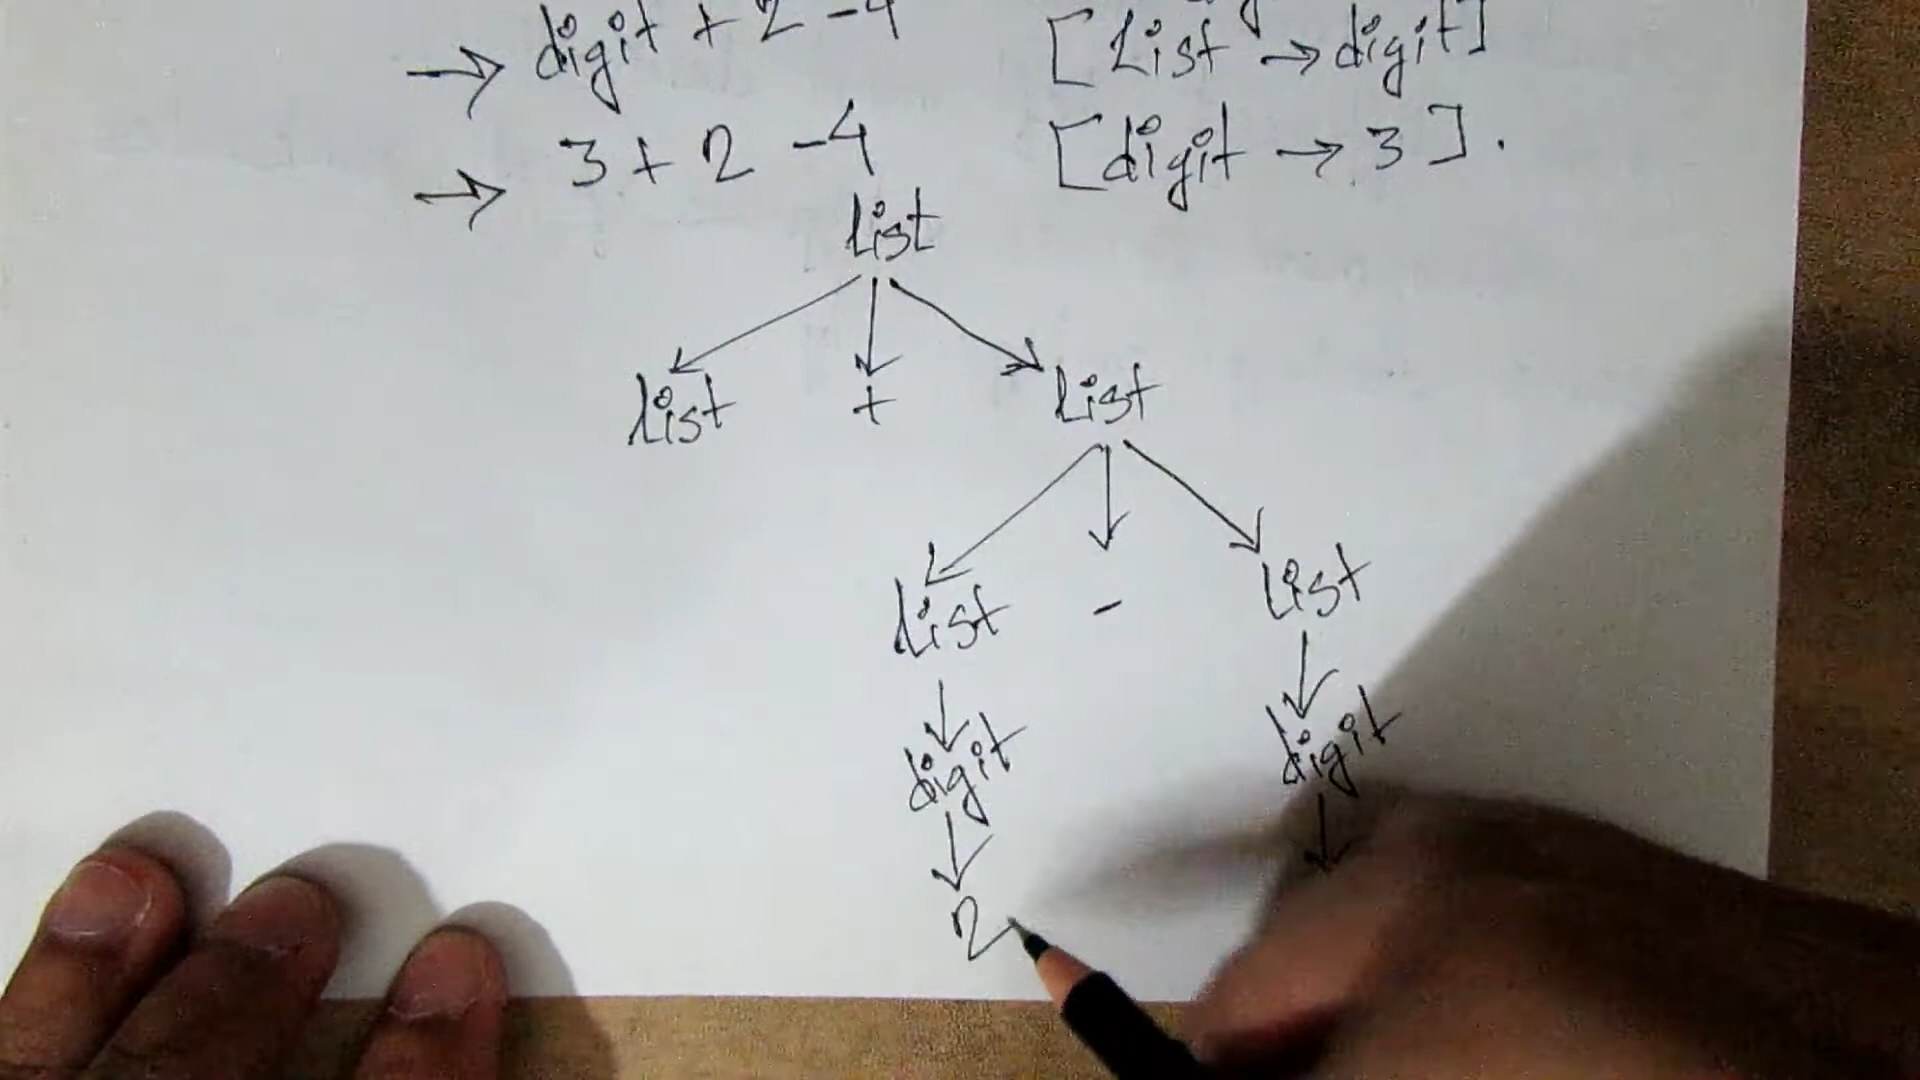 → digit + 2 - 4 [List → digit]
→ 3 + 2 - 4 [digit → 3].
list
list + List
list - List
digit digit
2